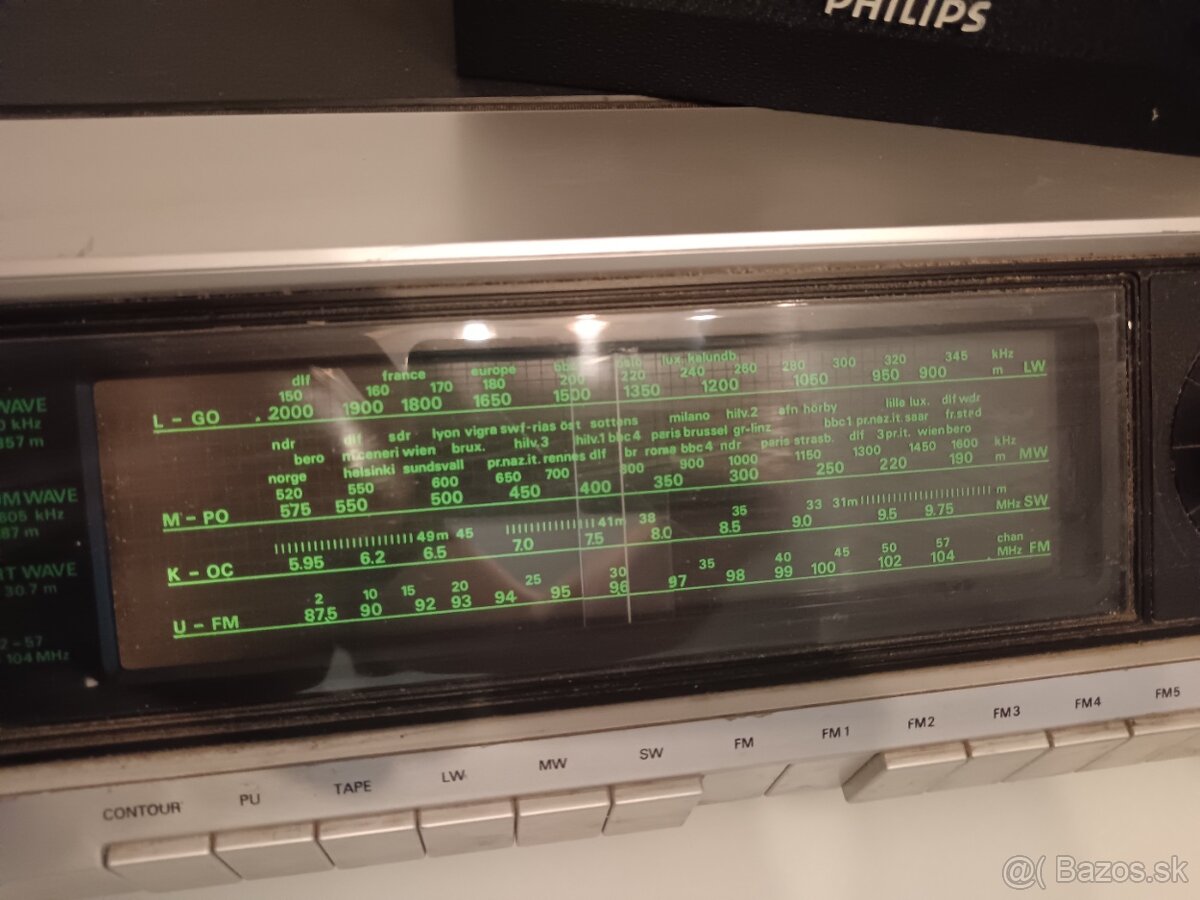 PHILIPS
WAVE
0 kHz
857 m
UM WAVE
605 kHz
87 m
RT WAVE
30.7 m
2 – 57
104 MHz
dlf france europe lux. kalundb
150 160 170 180 200 220 240 260 280 300 320 345 kHz
L – GO . 2000 1900 1800 1650 1500 1350 1200 1050 950 900 m LW
ndr dlf sdr lyon vigra swf-rias öst sottens milano hilv.2 afn hörby lille lux. dlf wdr
bero m.ceneri wien brux. hilv.3 hilv.1 bbc 4 paris brussel gr-linz bbc 1 pr.naz.it. saar fr.sted
norge helsinki sundsvall pr.naz.it. rennes dlf br roma bbc 4 ndr paris strasb. dlf 3pr.it. wien bero
520 550 600 650 700 800 900 1000 1150 1300 1450 1600 kHz
M – PO 575 550 500 450 400 350 300 250 220 190 m MW
49m 45 41m 38 35 33 31m m
K – OC 5.95 6.2 6.5 7.0 7.5 8.0 8.5 9.0 9.5 9.75 MHz SW
2 10 15 20 25 30 35 40 45 50 57 chan
U – FM 87.5 90 92 93 94 95 96 97 98 99 100 102 104 MHz FM
CONTOUR PU TAPE LW MW SW FM FM1 FM2 FM3 FM4 FM5
@( Bazos.sk